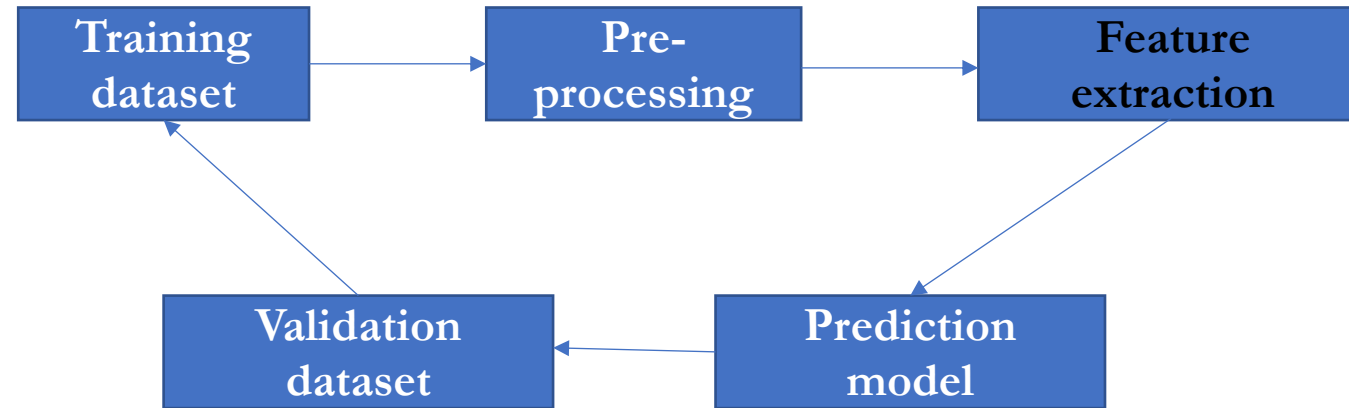 Training
dataset
Pre-
processing
Feature
extraction
Validation
dataset
Prediction
model